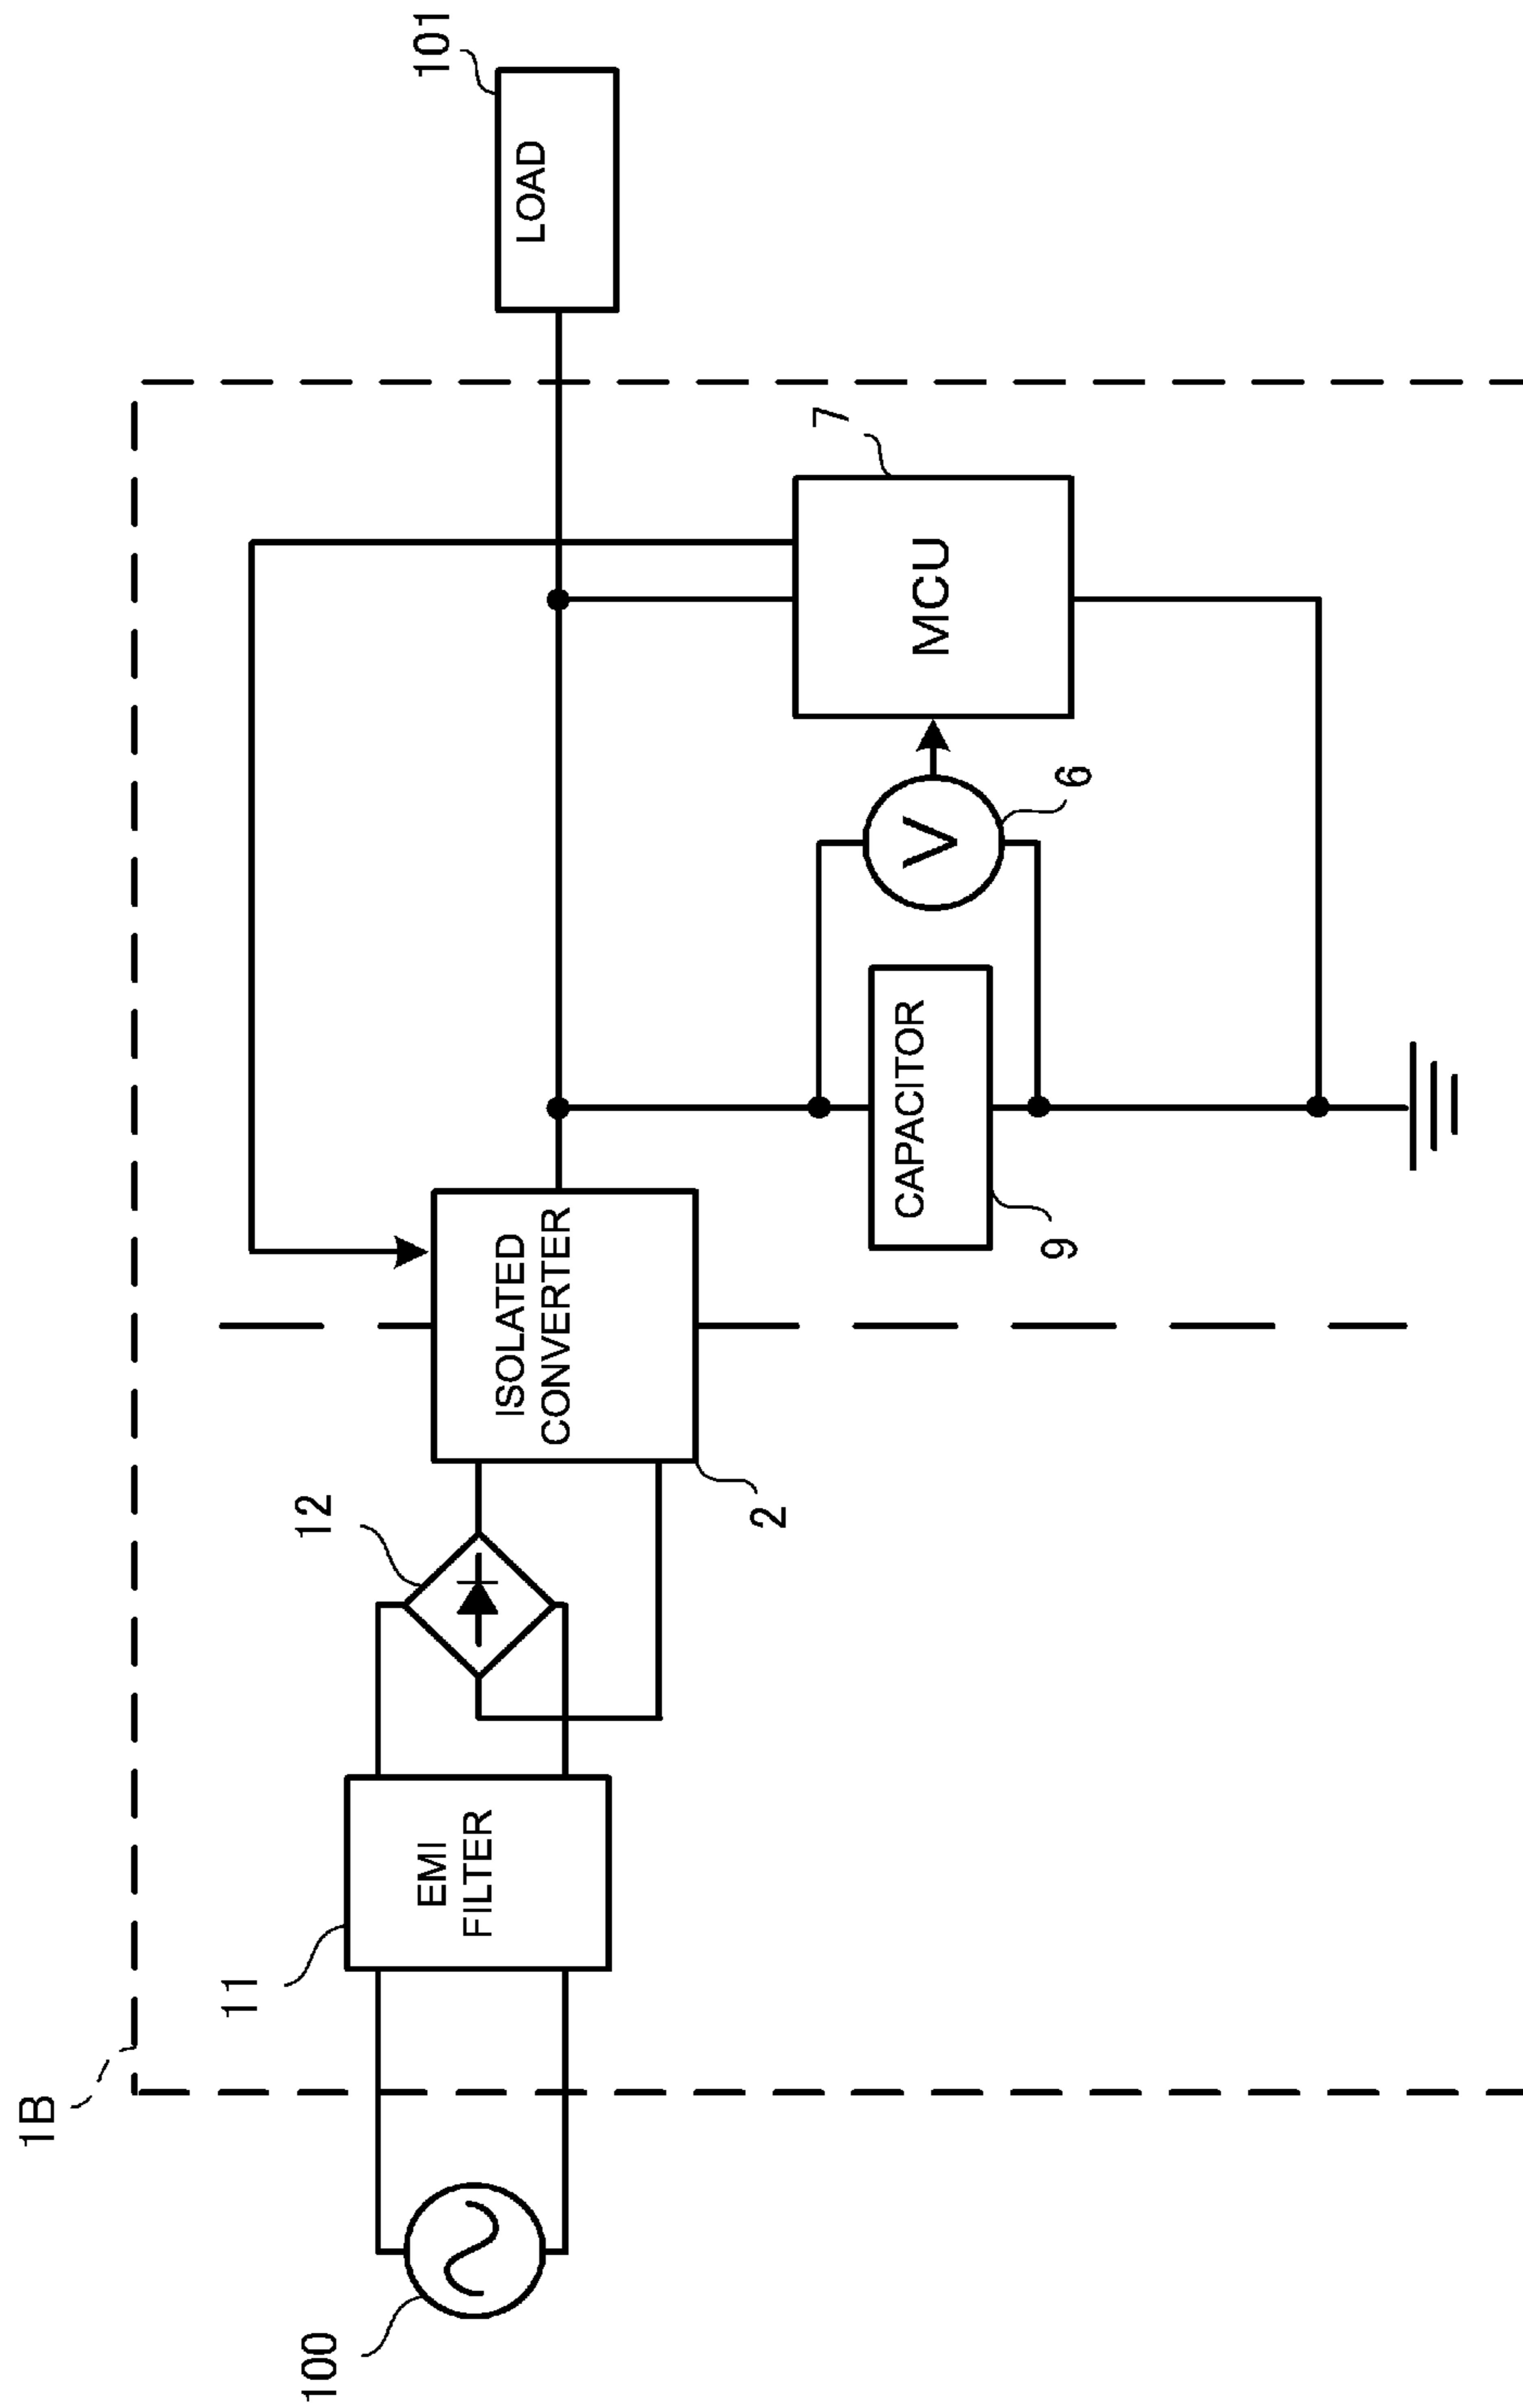 1B
100
11
EMI
FILTER
12
ISOLATED
CONVERTER
2
CAPACITOR
9
V
6
MCU
7
LOAD
101